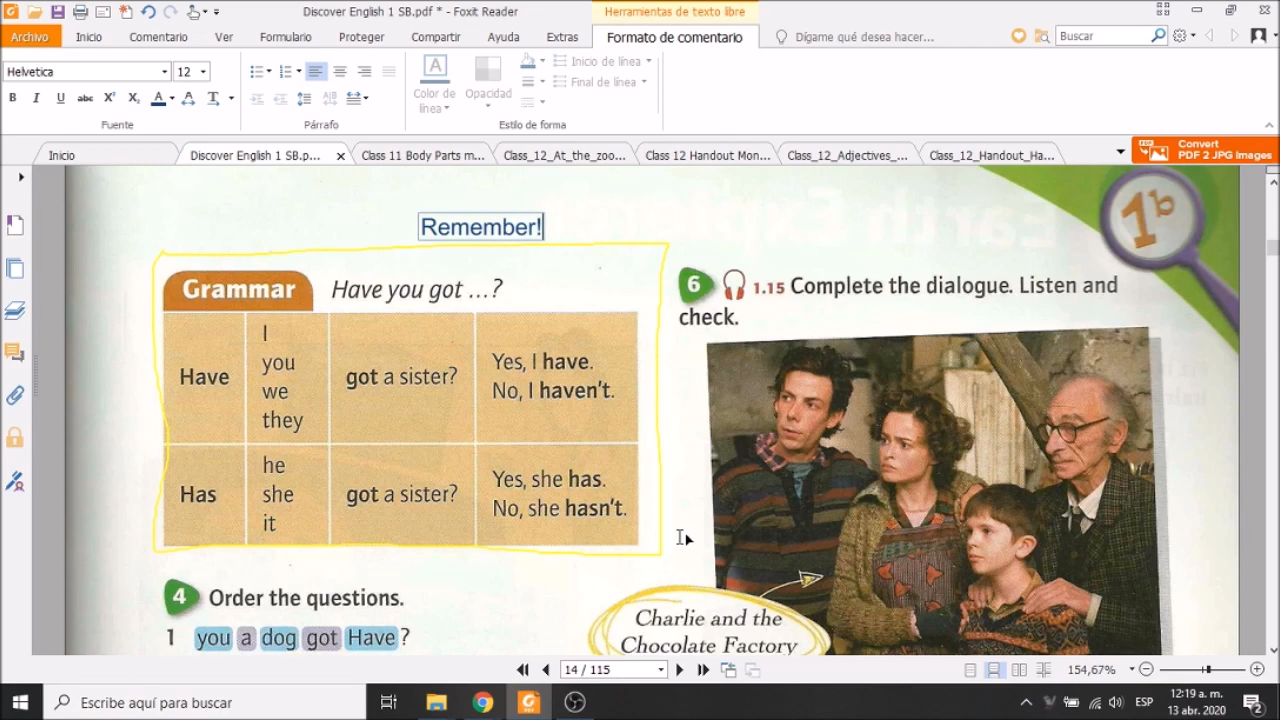 Discover English 1 SB.pdf * - Foxit Reader
Herramientas de texto libre
Archivo Inicio Comentario Ver Formulario Proteger Compartir Ayuda Extras Formato de comentario Dígame qué desea hacer... Buscar
Helvetica 12
Color de línea
Opacidad
Inicio de línea
Final de línea
Fuente Párrafo Estilo de forma
Inicio Discover English 1 SB.p... Class 11 Body Parts m... Class_12_At_the_zoo... Class 12 Handout Mon... Class_12_Adjectives_... Class_12_Handout_Ha...
Convert
PDF 2 JPG Images
1b
Remember!
Grammar Have you got ...?
Have
I
you
we
they
got a sister?
Yes, I have.
No, I haven't.
Has
he
she
it
got a sister?
Yes, she has.
No, she hasn't.
4 Order the questions.
1 you a dog got Have ?
6 1.15 Complete the dialogue. Listen and
check.
Charlie and the
Chocolate Factory
14 / 115
154,67%
Escribe aquí para buscar
ESP
12:19 a. m.
13 abr. 2020
2